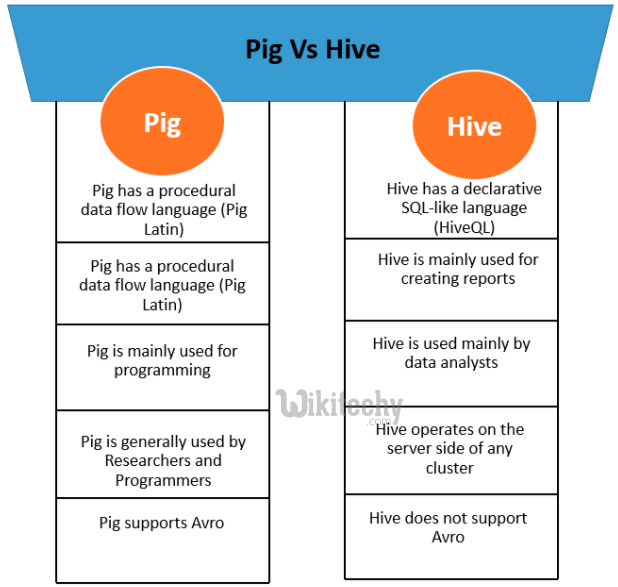 Pig Vs Hive
Pig
Pig has a procedural
data flow language (Pig
Latin)
Pig has a procedural
data flow language (Pig
Latin)
Pig is mainly used for
programming
Pig is generally used by
Researchers and
Programmers
Pig supports Avro
Hive
Hive has a declarative
SQL-like language
(HiveQL)
Hive is mainly used for
creating reports
Hive is used mainly by
data analysts
Hive operates on the
server side of any
cluster
Hive does not support
Avro
Wikitechy
.com